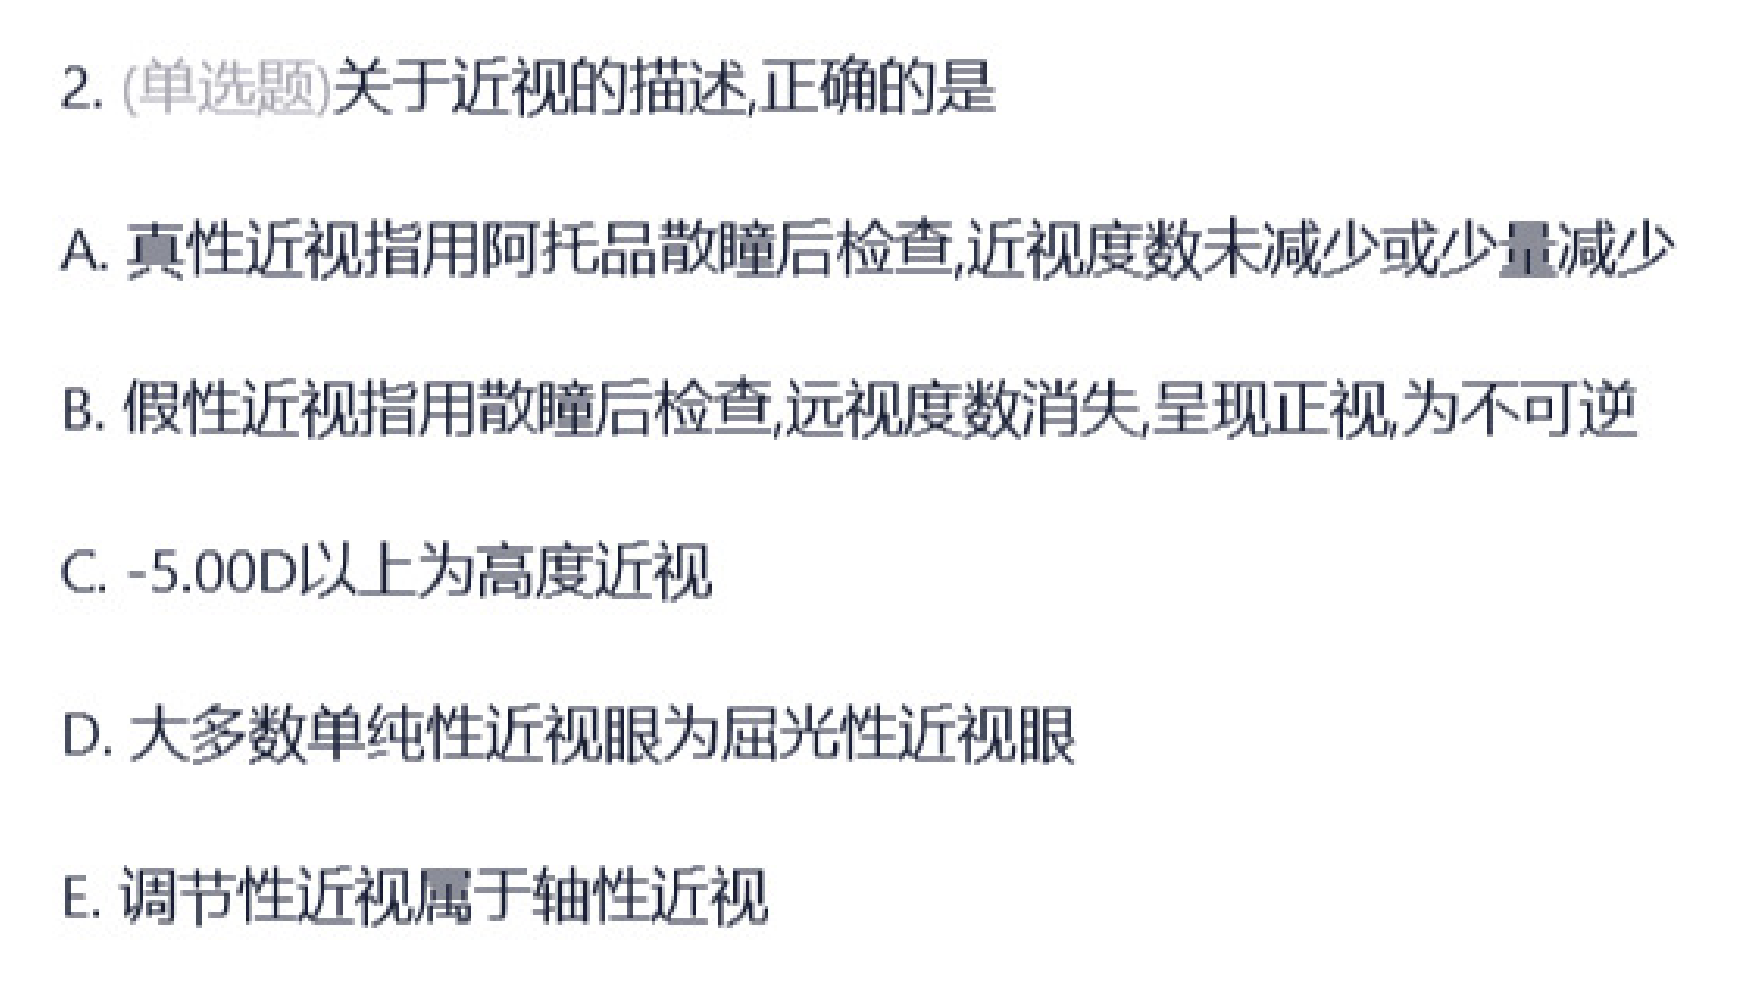 2. (单选题)关于近视的描述,正确的是
A. 真性近视指用阿托品散瞳后检查,近视度数未减少或少量减少
B. 假性近视指用散瞳后检查,远视度数消失,呈现正视,为不可逆
C. -5.00D以上为高度近视
D. 大多数单纯性近视眼为屈光性近视眼
E. 调节性近视属于轴性近视